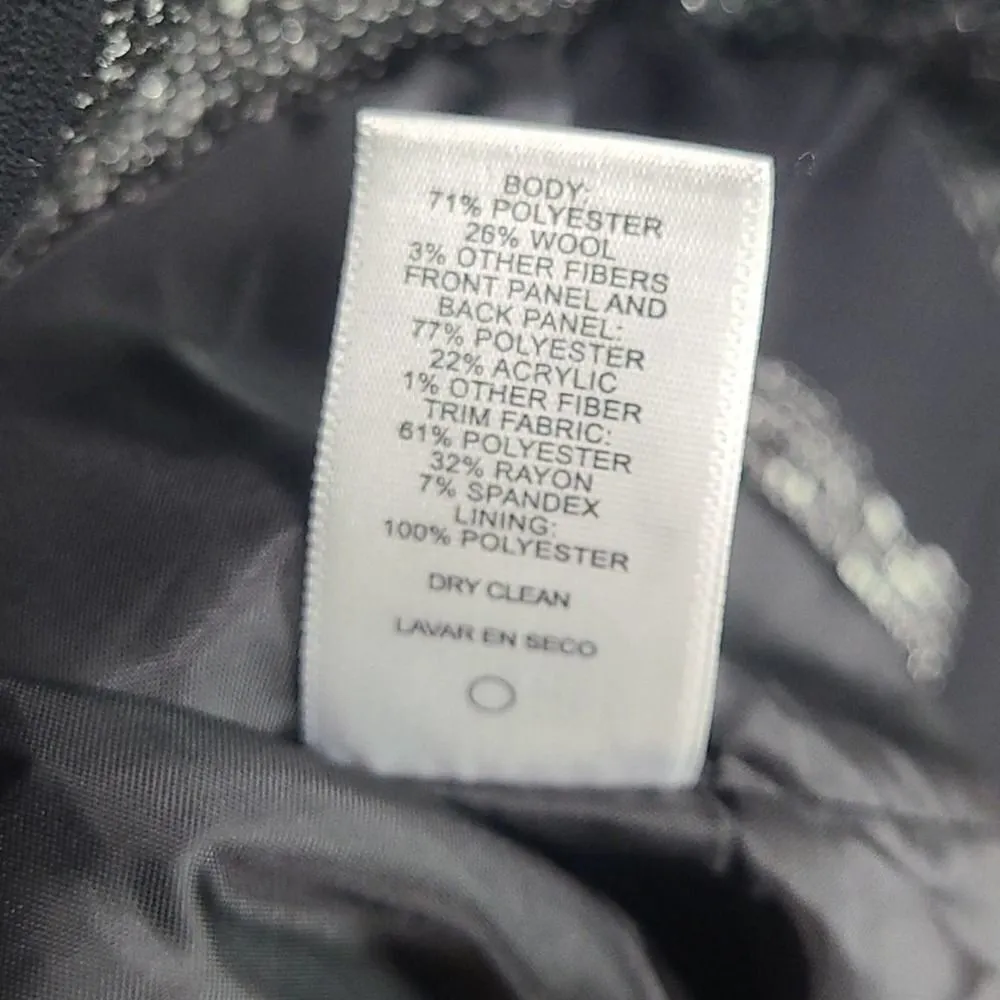 BODY:
71% POLYESTER
26% WOOL
3% OTHER FIBERS
FRONT PANEL AND
BACK PANEL:
77% POLYESTER
22% ACRYLIC
1% OTHER FIBER
TRIM FABRIC:
61% POLYESTER
32% RAYON
7% SPANDEX
LINING:
100% POLYESTER
DRY CLEAN
LAVAR EN SECO